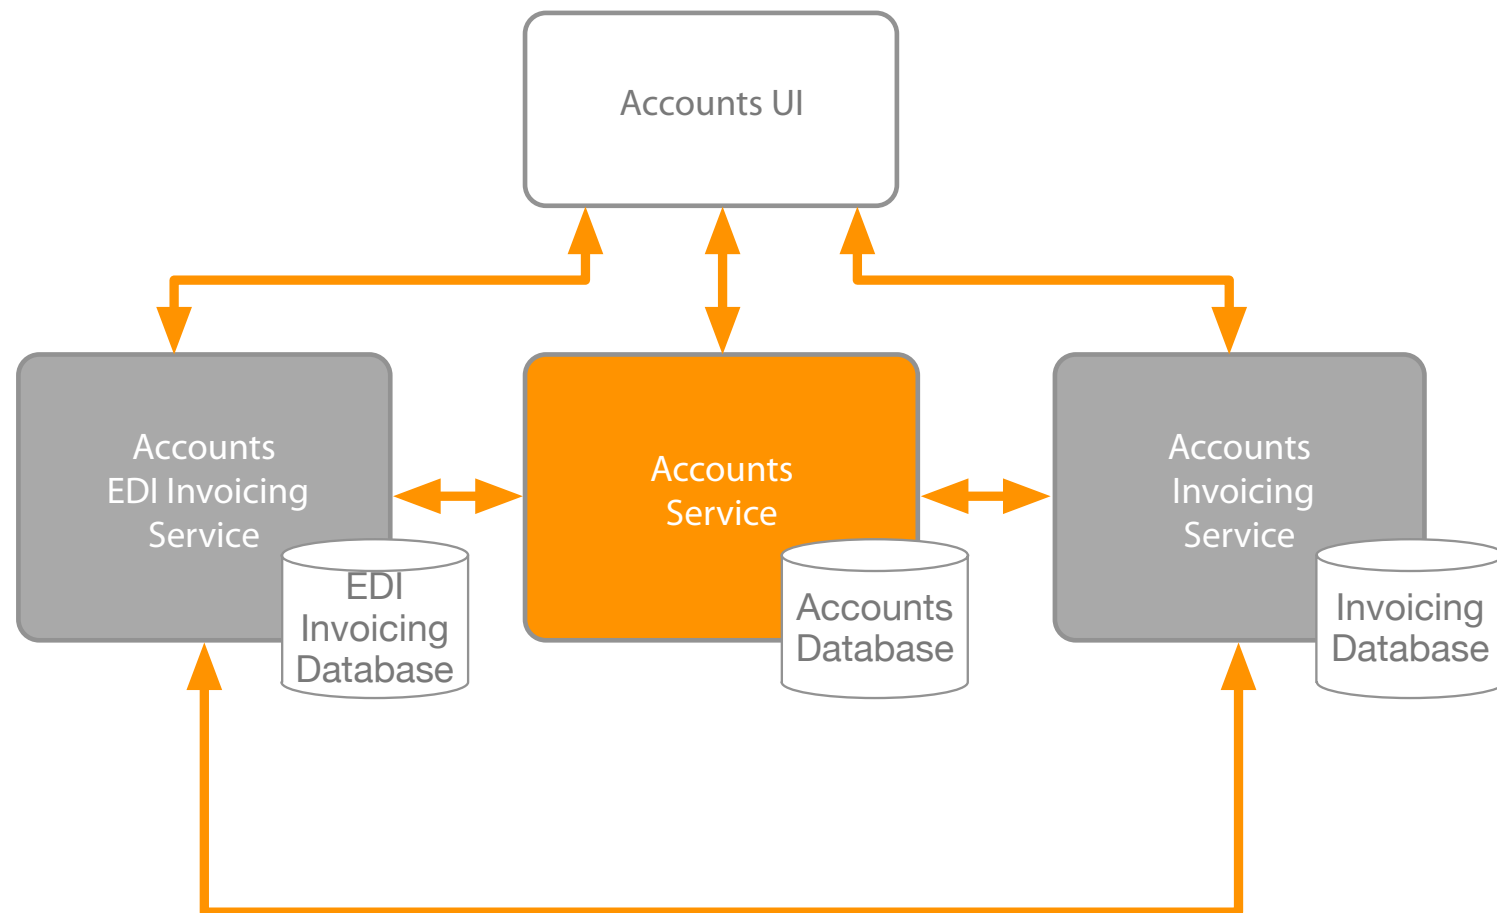 Accounts UI
Accounts
EDI Invoicing
Service
EDI
Invoicing
Database
Accounts
Service
Accounts
Database
Accounts
Invoicing
Service
Invoicing
Database